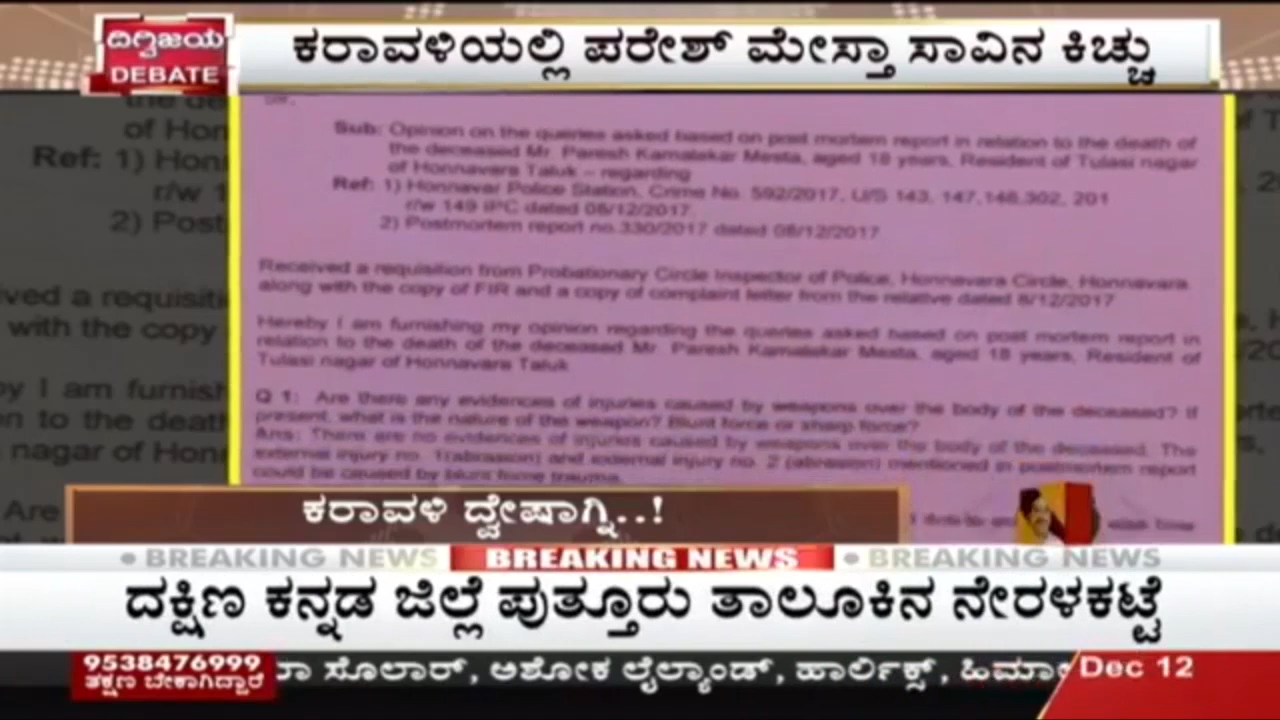 ದಿಗ್ವಿಜಯ
DEBATE
ಕರಾವಳಿಯಲ್ಲಿ ಪರೇಶ್ ಮೇಸ್ತಾ ಸಾವಿನ ಕಿಚ್ಚು
Sub: Opinion on the queries asked based on post mortem report in relation to the death of
the deceased Mr. Paresh Kamalakar Mesta, aged 18 years, Resident of Tulasi nagar
of Honnavara Taluk – regarding
Ref: 1) Honnavar Police Station, Crime No. 592/2017, U/S 143, 147,148,302, 201
r/w 149 IPC dated 08/12/2017.
2) Postmortem report no.330/2017 dated 08/12/2017
Received a requisition from Probationary Circle Inspector of Police, Honnavara Circle, Honnavara
along with the copy of FIR and a copy of complaint letter from the relative dated 8/12/2017
Hereby I am furnishing my opinion regarding the queries asked based on post mortem report in
relation to the death of the deceased Mr. Paresh Kamalakar Mesta, aged 18 years, Resident of
Tulasi nagar of Honnavara Taluk
Q 1: Are there any evidences of injuries caused by weapons over the body of the deceased? If
present, what is the nature of the weapon? Blunt force or sharp force?
Ans: There are no evidences of injuries caused by weapons over the body of the deceased. The
external injury no. 1(abrasion) and external injury no. 2 (abrasion) mentioned in postmortem report
could be caused by blunt force trauma.
ಕರಾವಳಿ ದ್ವೇಷಾಗ್ನಿ..!
BREAKING NEWS BREAKING NEWS BREAKING NEWS
ದಕ್ಷಿಣ ಕನ್ನಡ ಜಿಲ್ಲೆ ಪುತ್ತೂರು ತಾಲೂಕಿನ ನೇರಳಕಟ್ಟೆ
9538476999
ತಕ್ಷಣ ಬೇಕಾಗಿದ್ದಾರೆ
ರಾ ಸೊಲಾರ್, ಅಶೋಕ ಲೈಲ್ಯಾಂಡ್, ಹಾರ್ಲಿಕ್ಸ್, ಹಿಮಾ
Dec 12